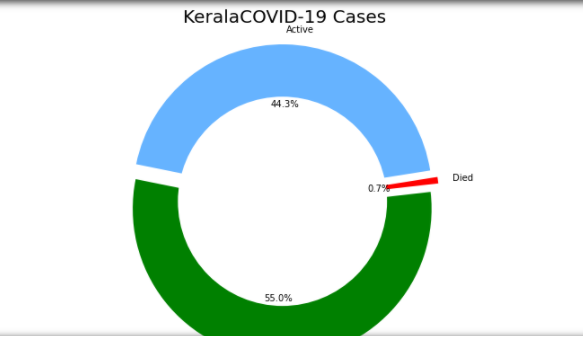 KeralaCOVID-19 Cases
Active
44.3%
Died
0.7%
55.0%